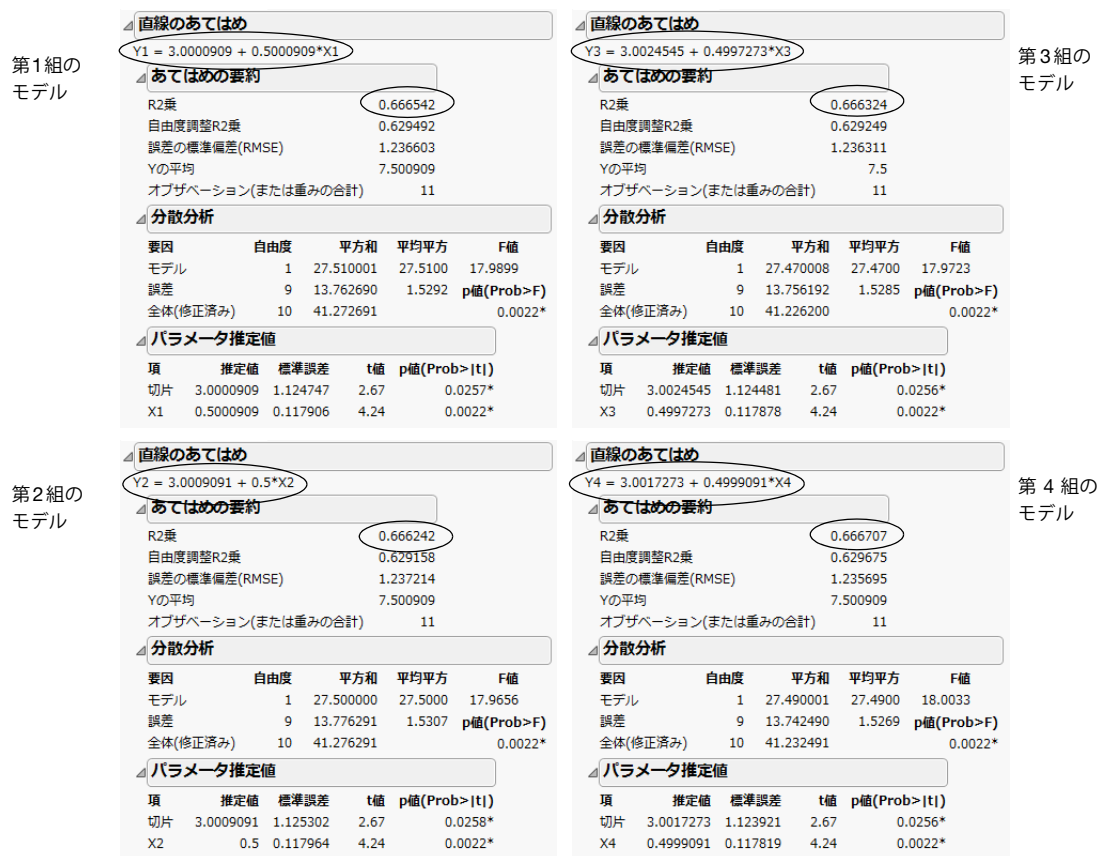 第1組の
モデル
直線のあてはめ
Y1 = 3.0000909 + 0.5000909*X1
あてはめの要約
R2乗 0.666542
自由度調整R2乗 0.629492
誤差の標準偏差(RMSE) 1.236603
Yの平均 7.500909
オブザベーション(または重みの合計) 11
分散分析
要因 自由度 平方和 平均平方 F値
モデル 1 27.510001 27.5100 17.9899
誤差 9 13.762690 1.5292 p値(Prob>F)
全体(修正済み) 10 41.272691 0.0022*
パラメータ推定値
項 推定値 標準誤差 t値 p値(Prob>|t|)
切片 3.0000909 1.124747 2.67 0.0257*
X1 0.5000909 0.117906 4.24 0.0022*
第3組の
モデル
直線のあてはめ
Y3 = 3.0024545 + 0.4997273*X3
あてはめの要約
R2乗 0.666324
自由度調整R2乗 0.629249
誤差の標準偏差(RMSE) 1.236311
Yの平均 7.5
オブザベーション(または重みの合計) 11
分散分析
要因 自由度 平方和 平均平方 F値
モデル 1 27.470008 27.4700 17.9723
誤差 9 13.756192 1.5285 p値(Prob>F)
全体(修正済み) 10 41.226200 0.0022*
パラメータ推定値
項 推定値 標準誤差 t値 p値(Prob>|t|)
切片 3.0024545 1.124481 2.67 0.0256*
X3 0.4997273 0.117878 4.24 0.0022*
第2組の
モデル
直線のあてはめ
Y2 = 3.0009091 + 0.5*X2
あてはめの要約
R2乗 0.666242
自由度調整R2乗 0.629158
誤差の標準偏差(RMSE) 1.237214
Yの平均 7.500909
オブザベーション(または重みの合計) 11
分散分析
要因 自由度 平方和 平均平方 F値
モデル 1 27.500000 27.5000 17.9656
誤差 9 13.776291 1.5307 p値(Prob>F)
全体(修正済み) 10 41.276291 0.0022*
パラメータ推定値
項 推定値 標準誤差 t値 p値(Prob>|t|)
切片 3.0009091 1.125302 2.67 0.0258*
X2 0.5 0.117964 4.24 0.0022*
第 4 組の
モデル
直線のあてはめ
Y4 = 3.0017273 + 0.4999091*X4
あてはめの要約
R2乗 0.666707
自由度調整R2乗 0.629675
誤差の標準偏差(RMSE) 1.235695
Yの平均 7.500909
オブザベーション(または重みの合計) 11
分散分析
要因 自由度 平方和 平均平方 F値
モデル 1 27.490001 27.4900 18.0033
誤差 9 13.742490 1.5269 p値(Prob>F)
全体(修正済み) 10 41.232491 0.0022*
パラメータ推定値
項 推定値 標準誤差 t値 p値(Prob>|t|)
切片 3.0017273 1.123921 2.67 0.0256*
X4 0.4999091 0.117819 4.24 0.0022*